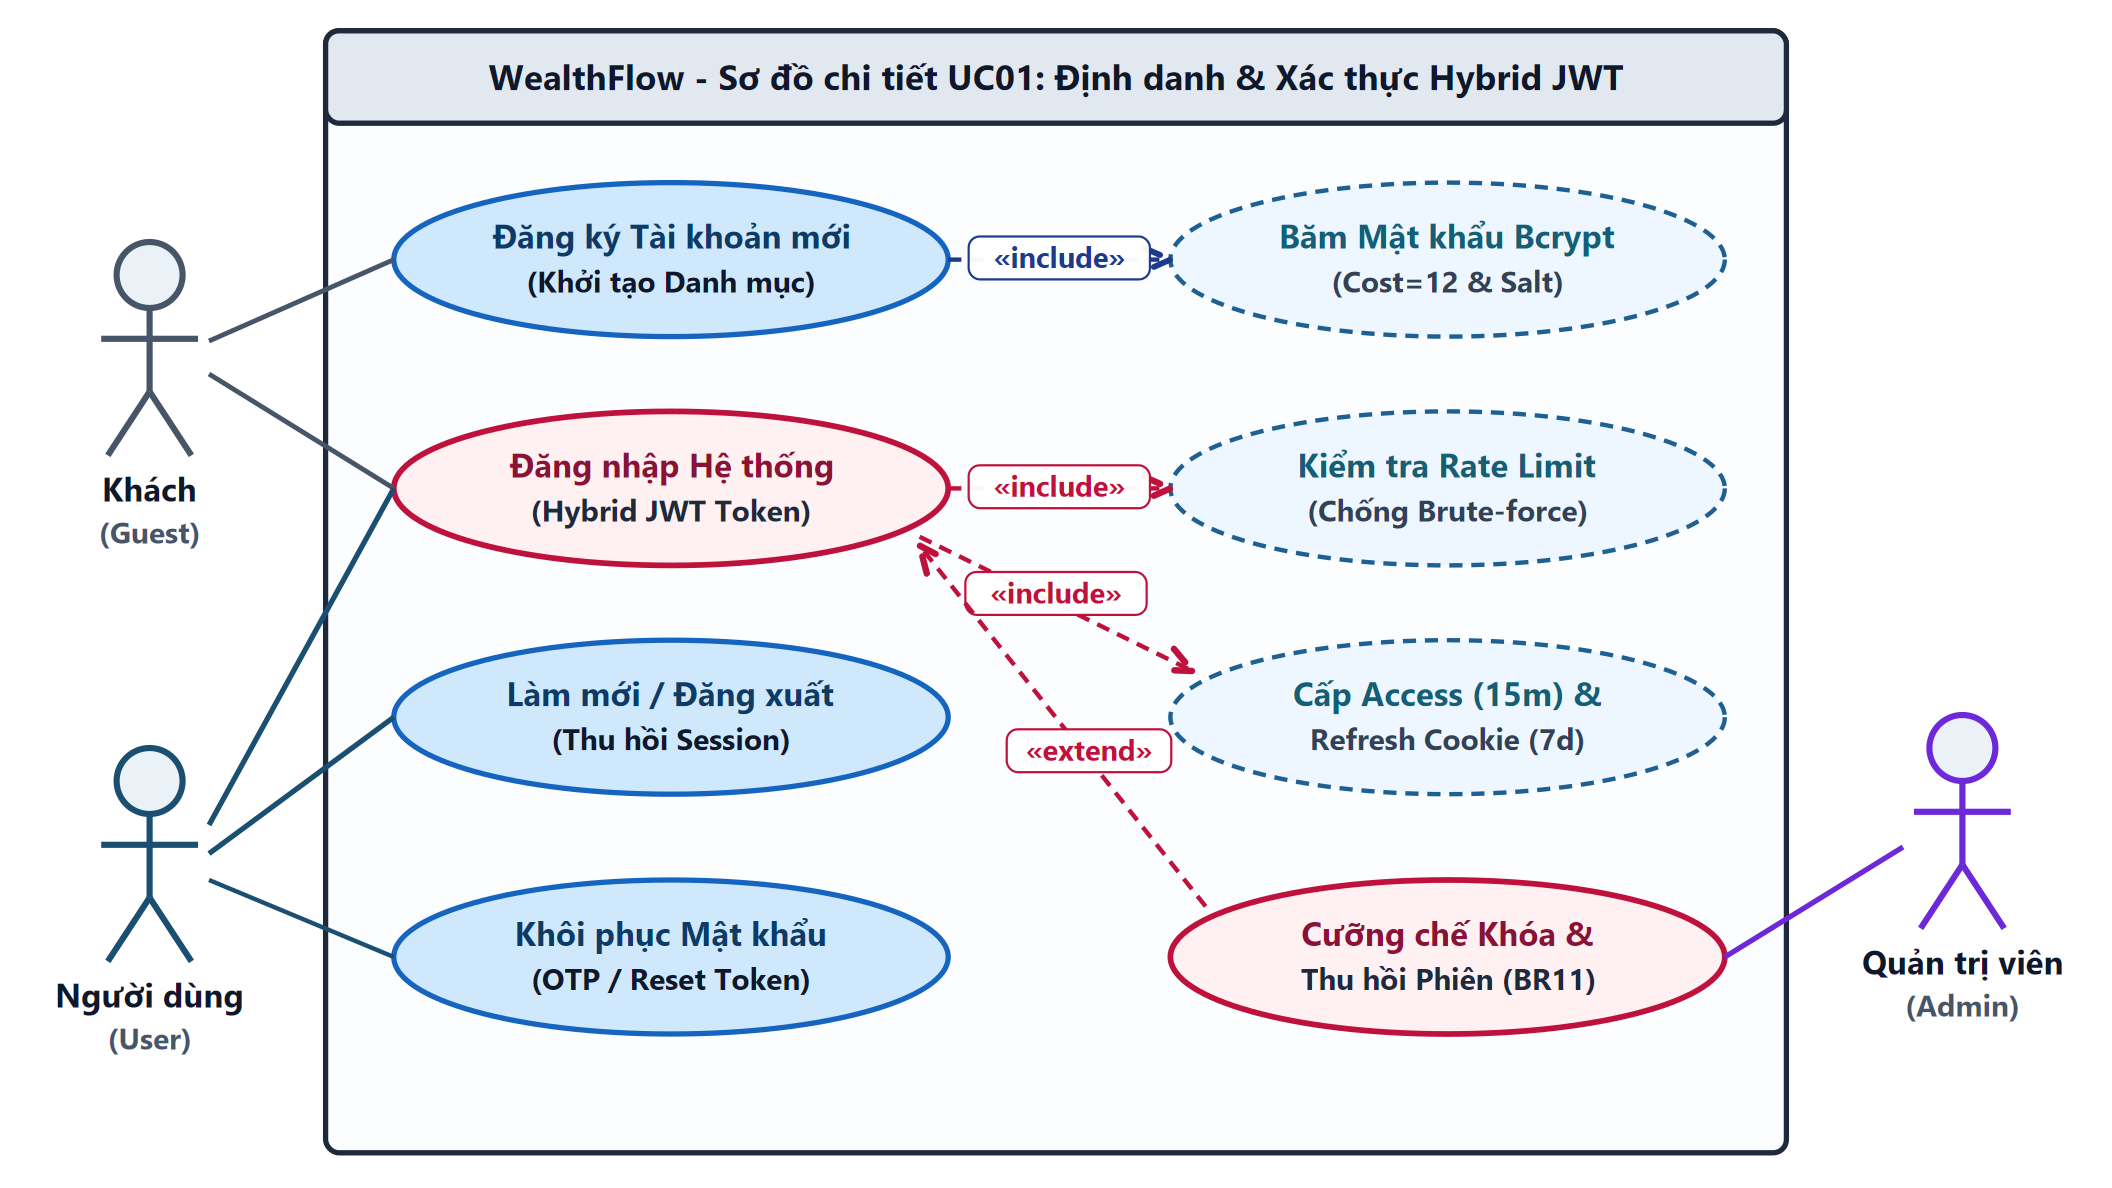 WealthFlow - Sơ đồ chi tiết UC01: Định danh & Xác thực Hybrid JWT
Đăng ký Tài khoản mới
(Khởi tạo Danh mục)
«include»
Băm Mật khẩu Bcrypt
(Cost=12 & Salt)
Khách
(Guest)
Đăng nhập Hệ thống
(Hybrid JWT Token)
«include»
Kiểm tra Rate Limit
(Chống Brute-force)
«include»
Làm mới / Đăng xuất
(Thu hồi Session)
«extend»
Cấp Access (15m) &
Refresh Cookie (7d)
Khôi phục Mật khẩu
(OTP / Reset Token)
Cưỡng chế Khóa &
Thu hồi Phiên (BR11)
Người dùng
(User)
Quản trị viên
(Admin)